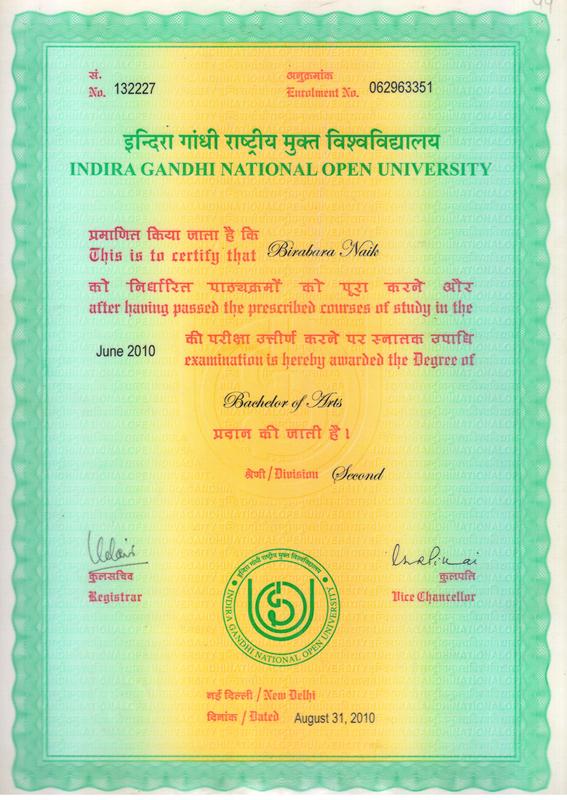 44
सं.
No. 132227
अनुक्रमांक
Enrolment No. 062963351
इन्दिरा गांधी राष्ट्रीय मुक्त विश्वविद्यालय
INDIRA GANDHI NATIONAL OPEN UNIVERSITY
प्रमाणित किया जाता है कि
This is to certify that Birabara Naik
को निर्धारित पाठ्यक्रमों को पूरा करने और
after having passed the prescribed courses of study in the
June 2010
की परीक्षा उत्तीर्ण करने पर स्नातक उपाधि
examination is hereby awarded the Degree of
Bachelor of Arts
प्रदान की जाती है।
श्रेणी / Division Second
कुलसचिव
Registrar
कुलपति
Vice Chancellor
इन्दिरा गांधी राष्ट्रीय मुक्त विश्वविद्यालय
INDIRA GANDHI NATIONAL OPEN UNIVERSITY
नई दिल्ली / New Delhi
दिनांक / Dated August 31, 2010